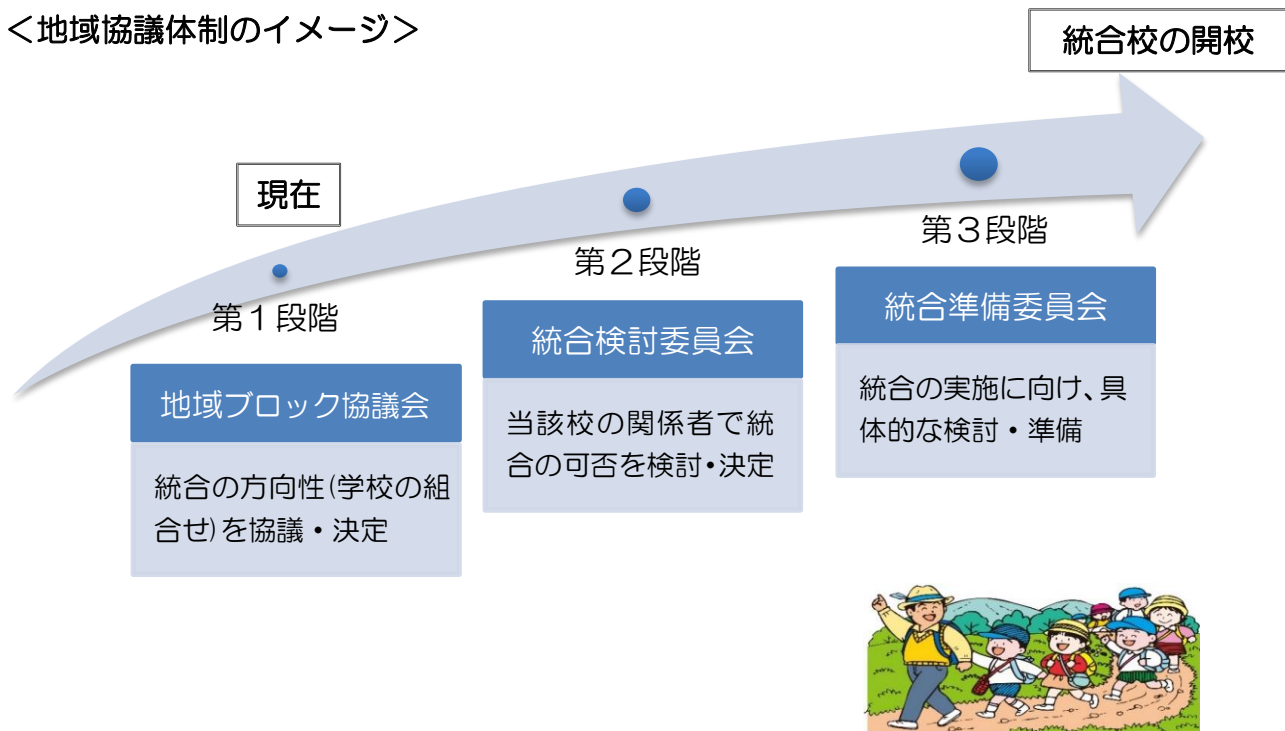 ＜地域協議体制のイメージ＞
統合校の開校
現在
第１段階
第２段階
第３段階
地域ブロック協議会
統合の方向性(学校の組
合せ)を協議・決定
統合検討委員会
当該校の関係者で統
合の可否を検討・決定
統合準備委員会
統合の実施に向け、具
体的な検討・準備